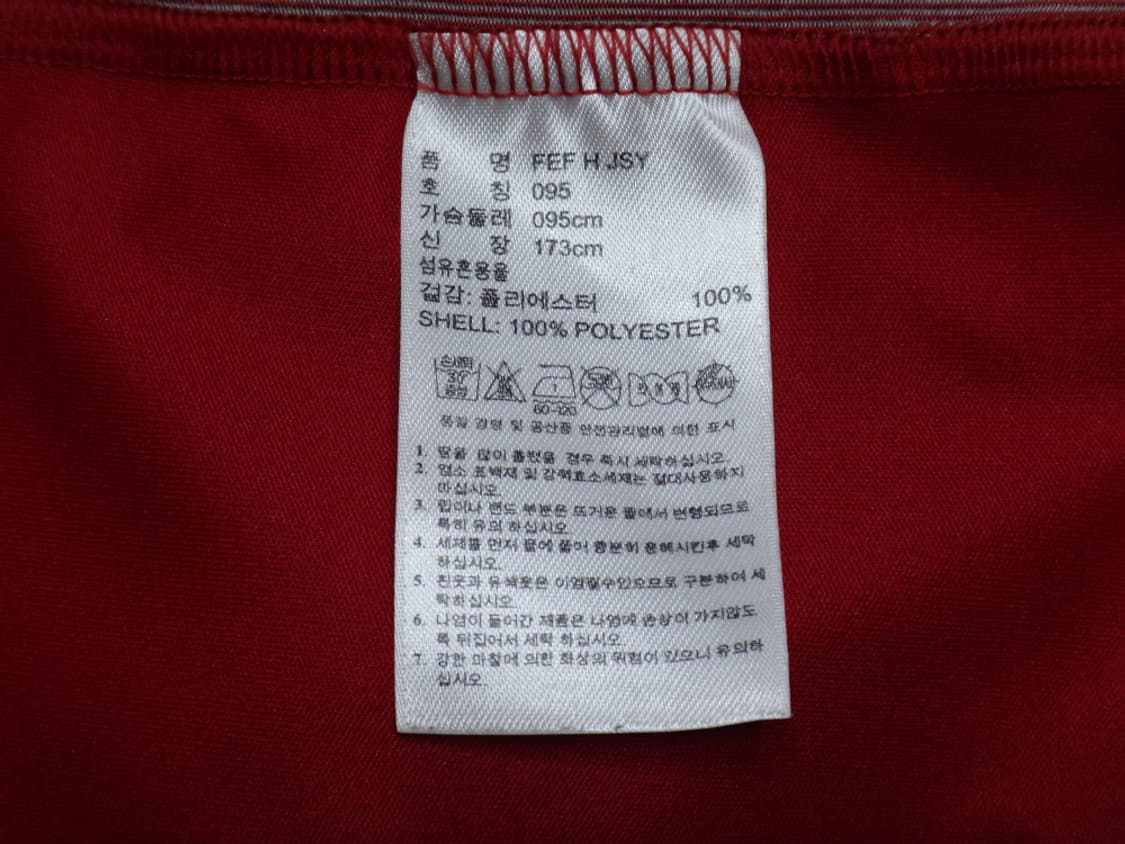 품 명 FEF H JSY
호 칭 095
가슴둘레 095cm
신 장 173cm
섬유혼용율
겉감: 폴리에스터 100%
SHELL: 100% POLYESTER
손세탁
30°
중성
60-120
품질 경영 및 공산품 안전관리법에 의한 표시
1. 땀을 많이 흘렸을 경우 즉시 세탁하십시오.
2. 염소 표백제 및 강력효소세제는 절대사용하지
마십시오.
3. 립이나 밴드 부분은 뜨거운 물에서 변형되므로
특히 유의 하십시오.
4. 세제를 먼저 물에 풀어 충분히 용해시킨후 세탁
하십시오.
5. 흰옷과 유색옷은 이염될수있으므로 구분하여 세
탁하십시오.
6. 나염이 들어간 제품은 나염에 손상이 가지않도
록 뒤집어서 세탁 하십시오.
7. 강한 마찰에 의한 화상의 위험이 있으니 유의하
십시오.